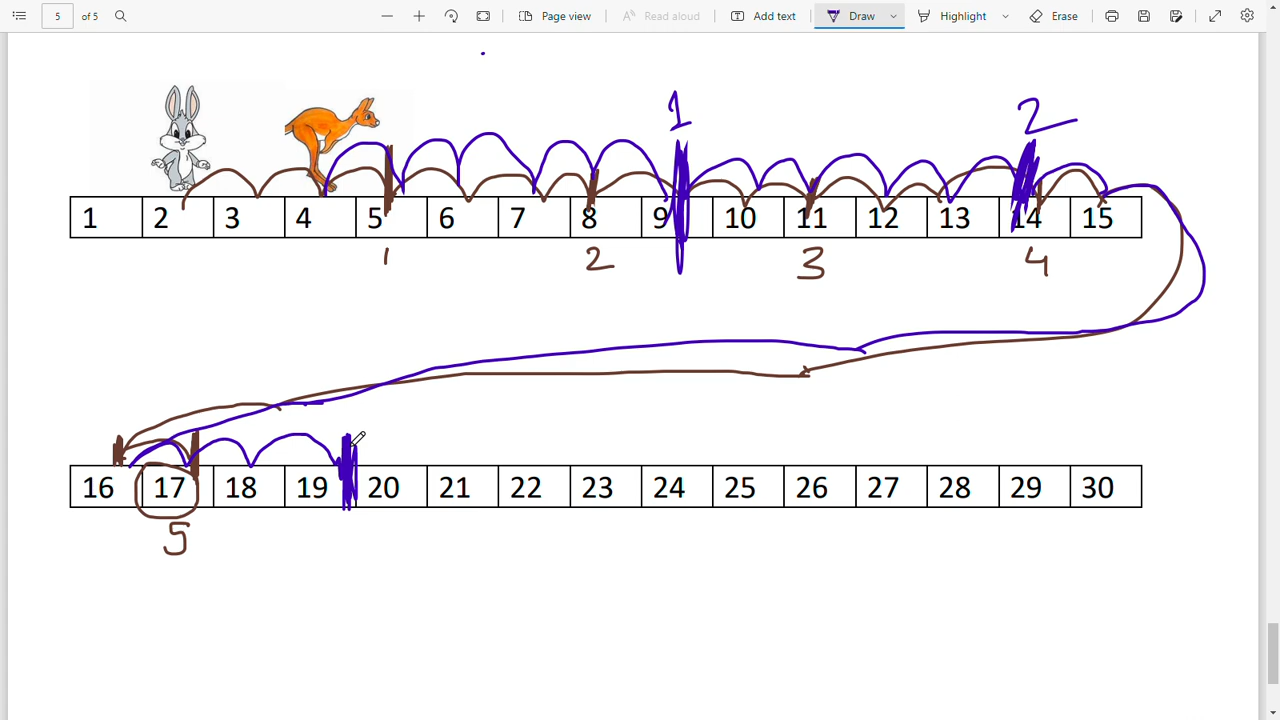 5 of 5 Page view Read aloud Add text Draw Highlight Erase
1 2
1 2 3 4 5 6 7 8 9 10 11 12 13 14 15
1 2 3 4
16 17 18 19 20 21 22 23 24 25 26 27 28 29 30
5